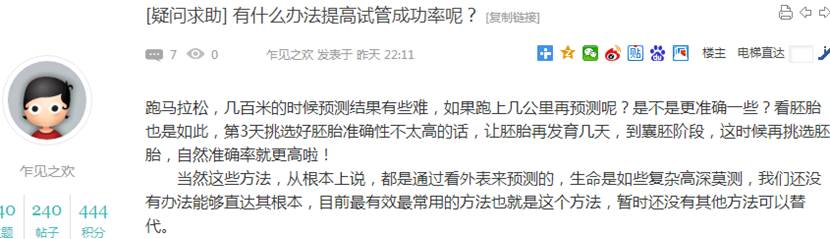 [疑问求助] 有什么办法提高试管成功率呢？ [复制链接]
7 0 乍见之欢 发表于 昨天 22:11 楼主 电梯直达
跑马拉松，几百米的时候预测结果有些难，如果跑上几公里再预测呢？是不是更准确一些？看胚胎
也是如此，第3天挑选好胚胎准确性不太高的话，让胚胎再发育几天，到囊胚阶段，这时候再挑选胚
胎，自然准确率就更高啦！
当然这些方法，从根本上说，都是通过看外表来预测的，生命是如些复杂高深莫测，我们还没
有办法能够直达其根本，目前最有效最常用的方法也就是这个方法，暂时还没有其他方法可以替
代。
乍见之欢
40 240 444
主题 帖子 积分